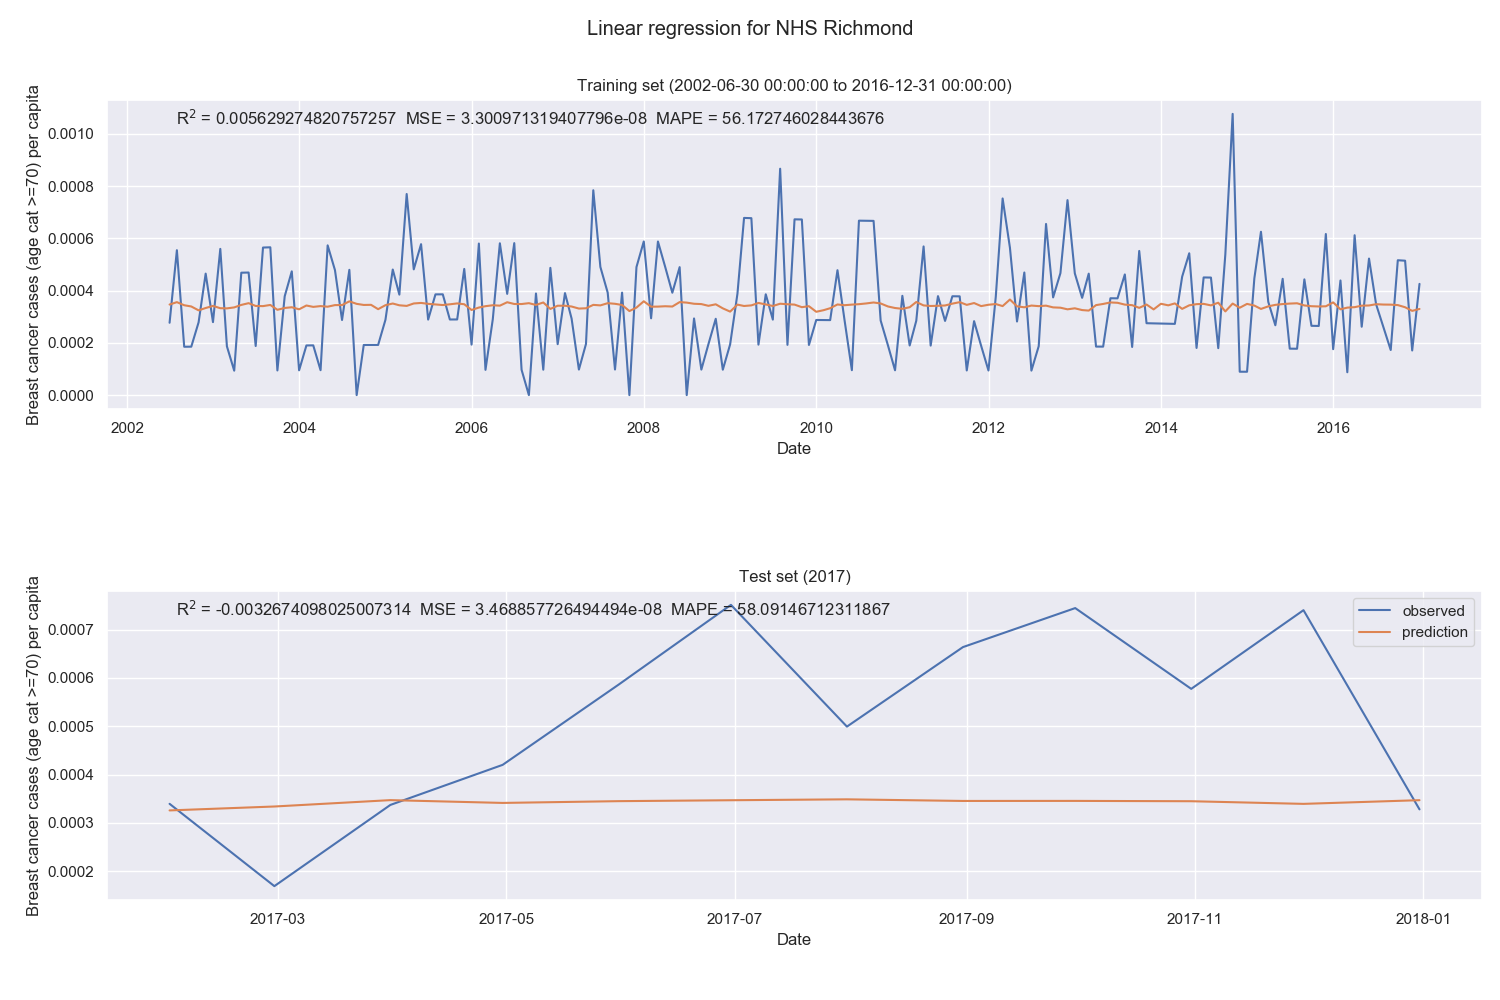 Linear regression for NHS Richmond
Training set (2002-06-30 00:00:00 to 2016-12-31 00:00:00)
R² = 0.005629274820757257 MSE = 3.300971319407796e-08 MAPE = 56.172746028443676
Breast cancer cases (age cat >=70) per capita
0.0010
0.0008
0.0006
0.0004
0.0002
0.0000
2002 2004 2006 2008 2010 2012 2014 2016
Date
Test set (2017)
R² = -0.0032674098025007314 MSE = 3.468857726494494e-08 MAPE = 58.09146712311867
observed
prediction
Breast cancer cases (age cat >=70) per capita
0.0007
0.0006
0.0005
0.0004
0.0003
0.0002
2017-03 2017-05 2017-07 2017-09 2017-11 2018-01
Date